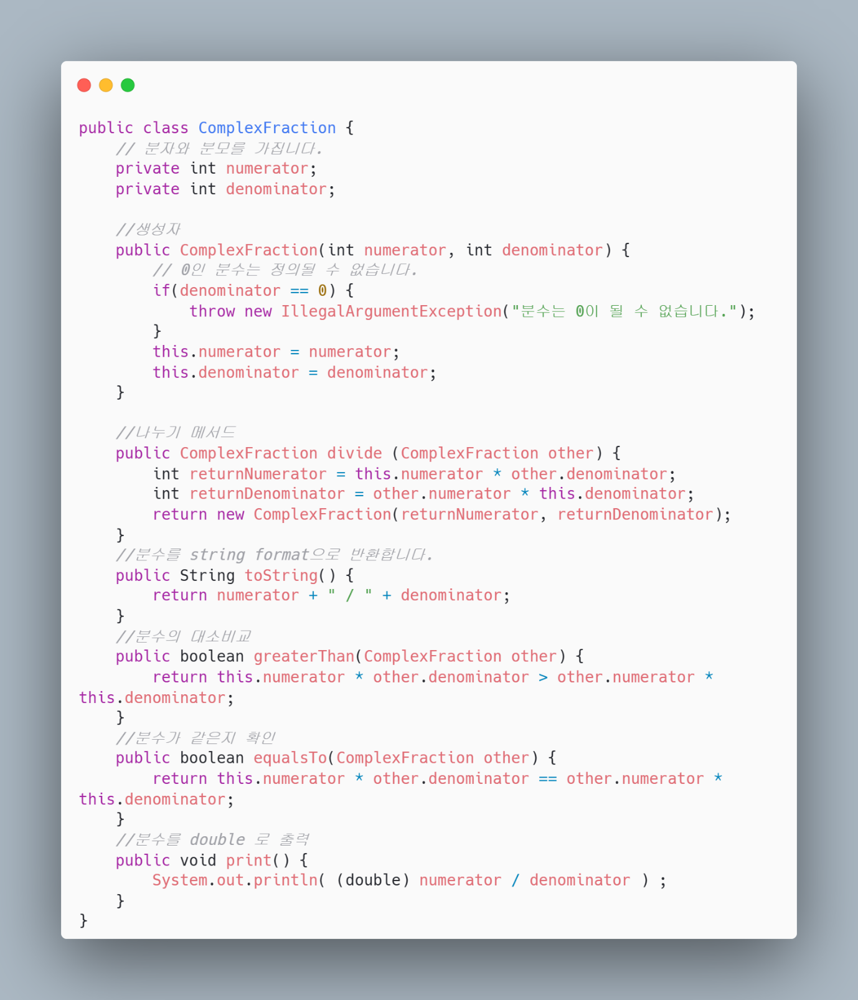 public class ComplexFraction {
    // 분자와 분모를 가집니다.
    private int numerator;
    private int denominator;

    //생성자
    public ComplexFraction(int numerator, int denominator) {
        // 0인 분수는 정의될 수 없습니다.
        if(denominator == 0) {
            throw new IllegalArgumentException("분수는 0이 될 수 없습니다.");
        }
        this.numerator = numerator;
        this.denominator = denominator;
    }

    //나누기 메서드
    public ComplexFraction divide (ComplexFraction other) {
        int returnNumerator = this.numerator * other.denominator;
        int returnDenominator = other.numerator * this.denominator;
        return new ComplexFraction(returnNumerator, returnDenominator);
    }
    //분수를 string format으로 반환합니다.
    public String toString() {
        return numerator + " / " + denominator;
    }
    //분수의 대소비교
    public boolean greaterThan(ComplexFraction other) {
        return this.numerator * other.denominator > other.numerator *
this.denominator;
    }
    //분수가 같은지 확인
    public boolean equalsTo(ComplexFraction other) {
        return this.numerator * other.denominator == other.numerator *
this.denominator;
    }
    //분수를 double 로 출력
    public void print() {
        System.out.println( (double) numerator / denominator ) ;
    }
}